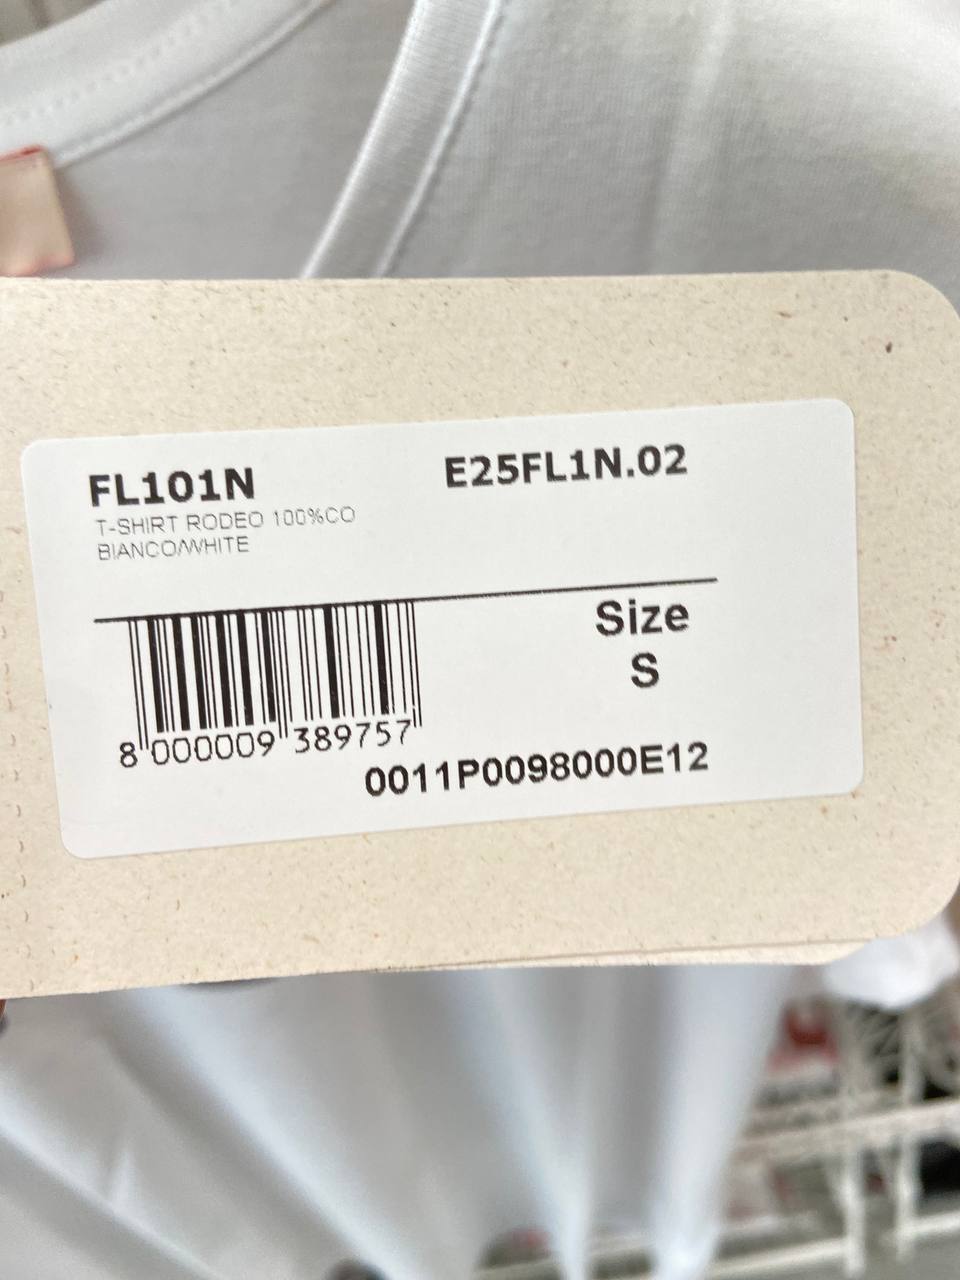 FL101N
E25FL1N.02
T-SHIRT RODEO 100%CO
BIANCO/WHITE
Size
S
8 000009 389757
0011P0098000E12